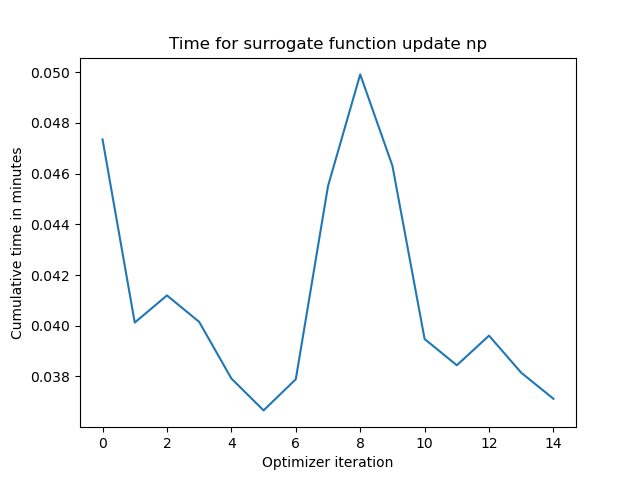 Time for surrogate function update np
Cumulative time in minutes
0.050
0.048
0.046
0.044
0.042
0.040
0.038
0 2 4 6 8 10 12 14
Optimizer iteration